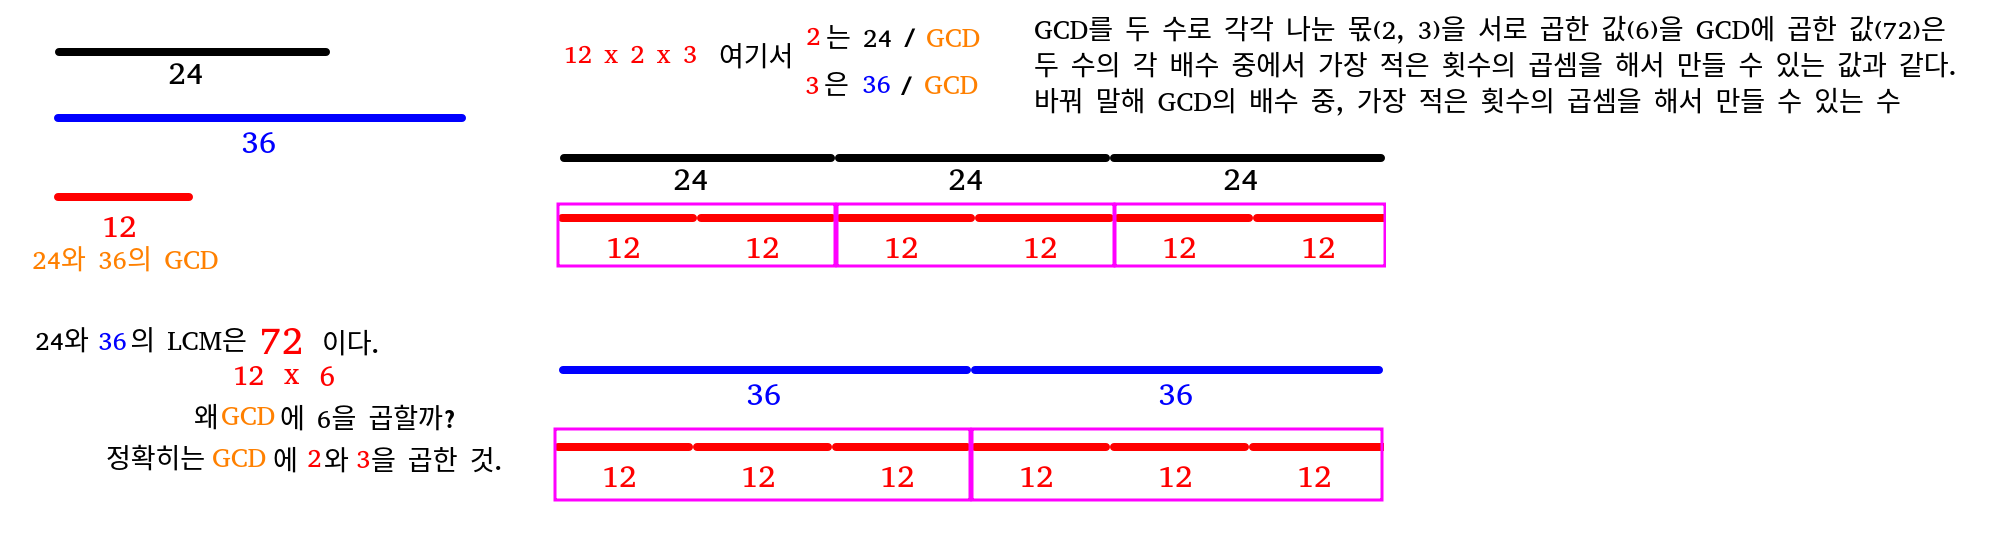 24
36
12
24와 36의 GCD
24와 36의 LCM은 72 이다.
12 x 6
왜 GCD에 6을 곱할까?
정확히는 GCD에 2와 3을 곱한 것.
12 x 2 x 3 여기서
2는 24 / GCD
3은 36 / GCD
GCD를 두 수로 각각 나눈 몫(2, 3)을 서로 곱한 값(6)을 GCD에 곱한 값(72)은
두 수의 각 배수 중에서 가장 적은 횟수의 곱셈을 해서 만들 수 있는 값과 같다.
바꿔 말해 GCD의 배수 중, 가장 적은 횟수의 곱셈을 해서 만들 수 있는 수
24 24 24
12 12 12 12 12 12
36 36
12 12 12 12 12 12